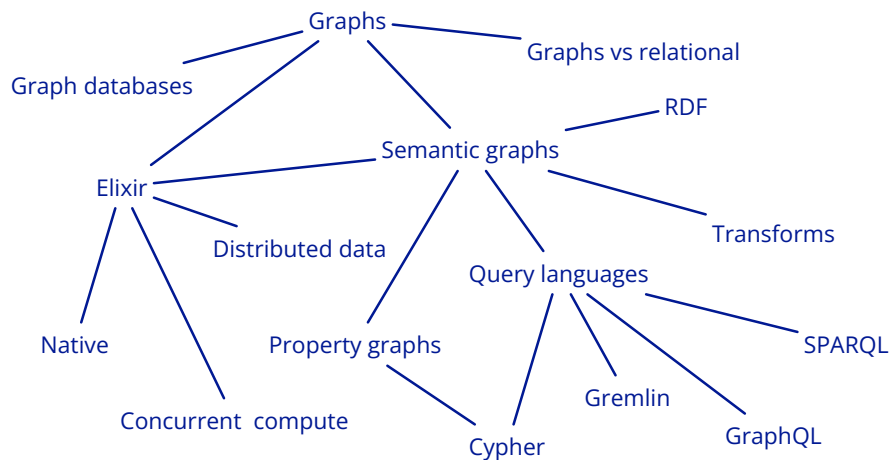 Graphs
Graphs vs relational
Graph databases
RDF
Semantic graphs
Elixir
Transforms
Distributed data
Query languages
Native
Property graphs
SPARQL
Gremlin
Concurrent  compute
GraphQL
Cypher